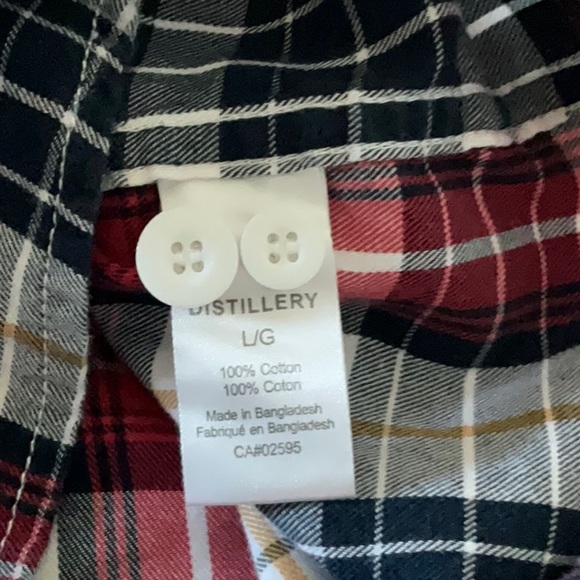 DISTILLERY
L/G
100% Cotton
100% Coton
Made in Bangladesh
Fabriqué en Bangladesh
CA#02595